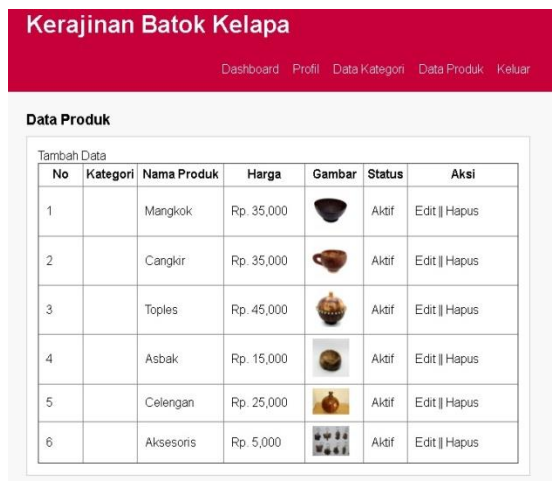 Kerajinan Batok Kelapa
Dashboard Profil Data Kategori Data Produk Keluar
Data Produk
Tambah Data
No Kategori Nama Produk Harga Gambar Status Aksi
1 Mangkok Rp. 35,000 Aktif Edit || Hapus
2 Cangkir Rp. 35,000 Aktif Edit || Hapus
3 Toples Rp. 45,000 Aktif Edit || Hapus
4 Asbak Rp. 15,000 Aktif Edit || Hapus
5 Celengan Rp. 25,000 Aktif Edit || Hapus
6 Aksesoris Rp. 5,000 Aktif Edit || Hapus